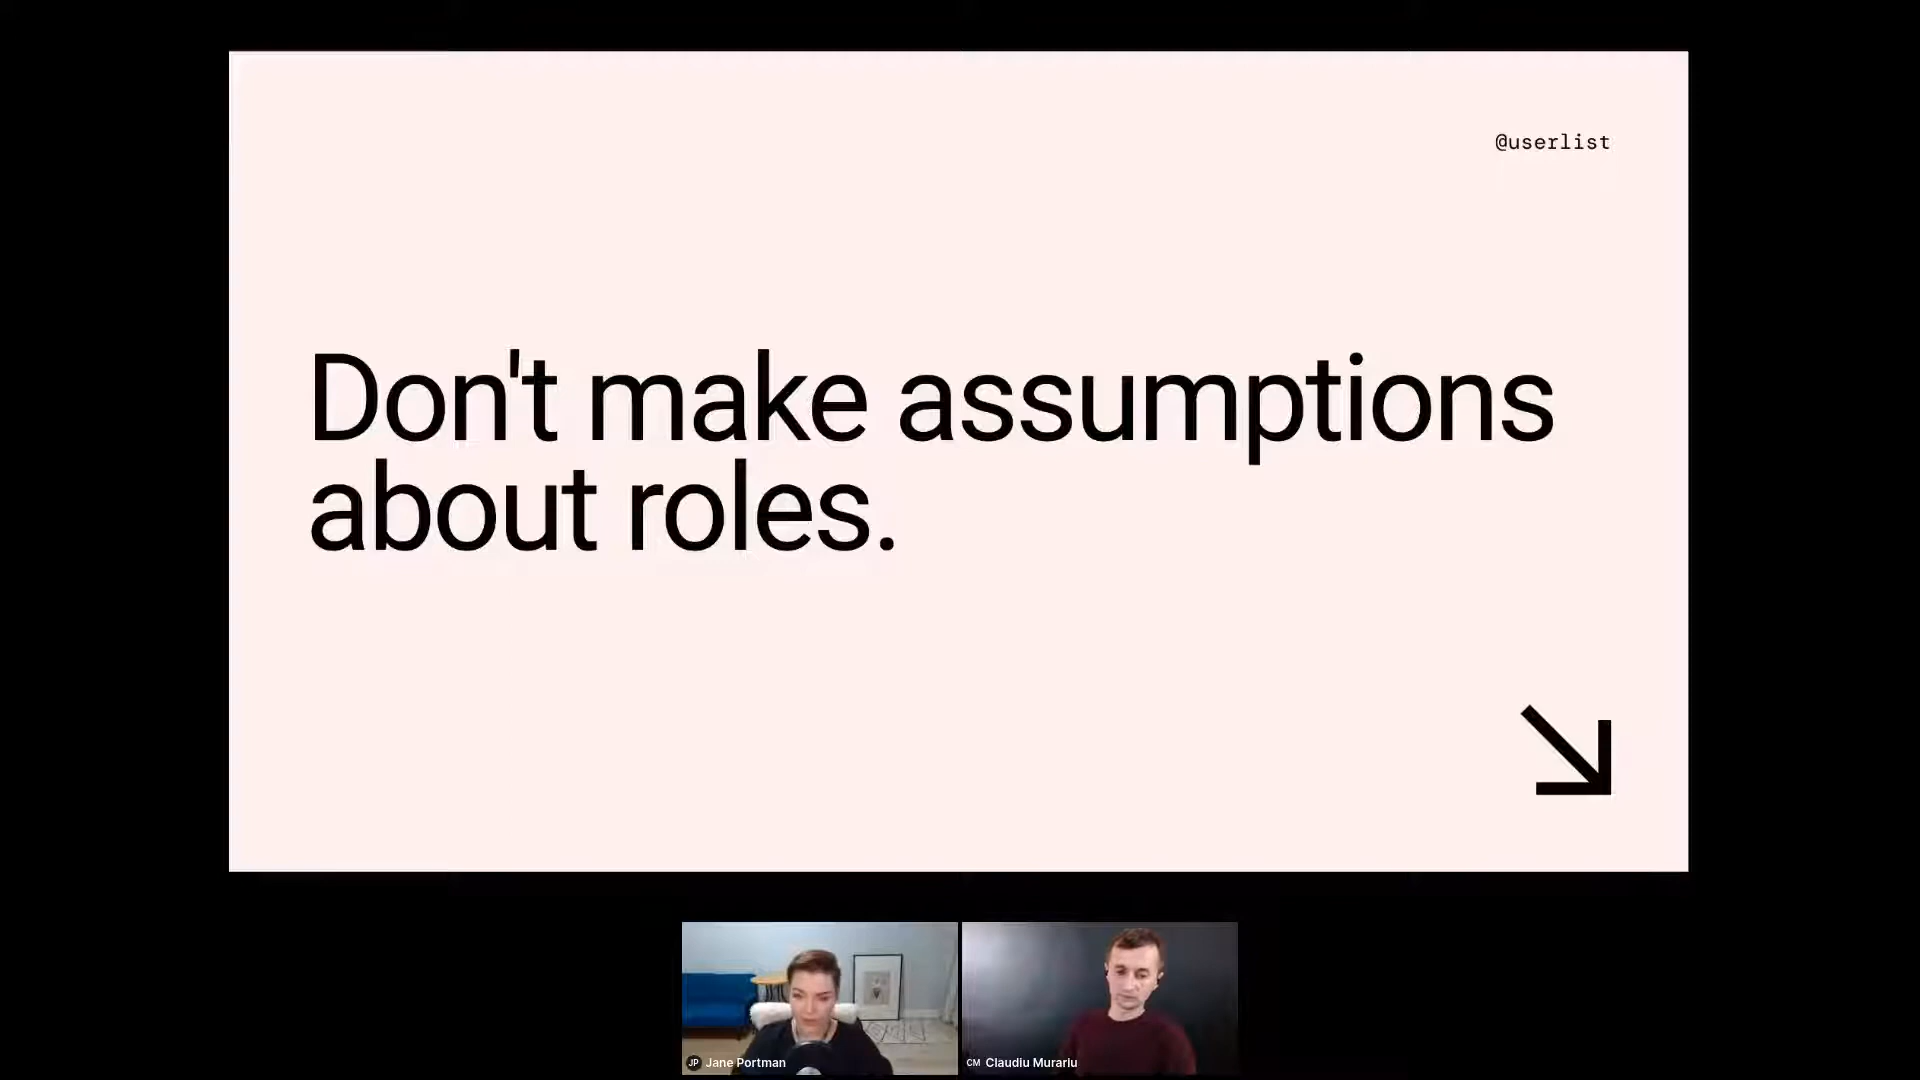 @userlist
Don't make assumptions
about roles.
JP Jane Portman
CM Claudiu Murariu